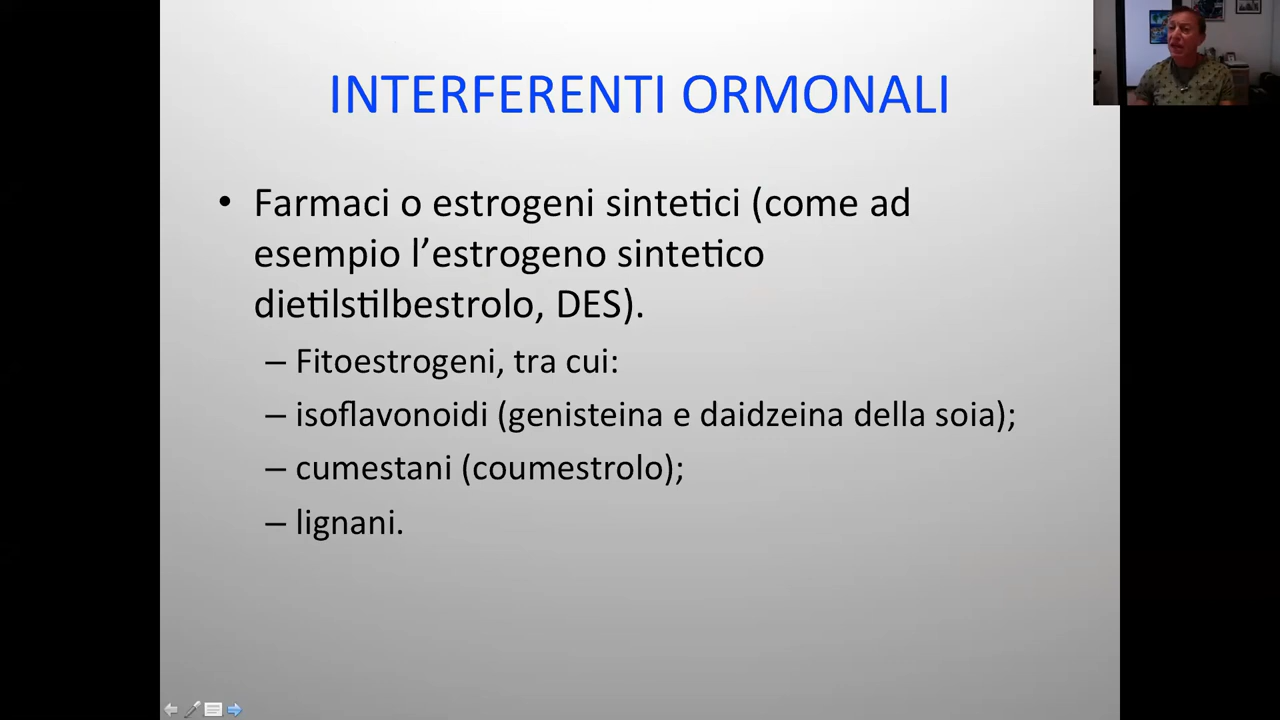 INTERFERENTI ORMONALI
• Farmaci o estrogeni sintetici (come ad
esempio l’estrogeno sintetico
dietilstilbestrolo, DES).
– Fitoestrogeni, tra cui:
– isoflavonoidi (genisteina e daidzeina della soia);
– cumestani (coumestrolo);
– lignani.